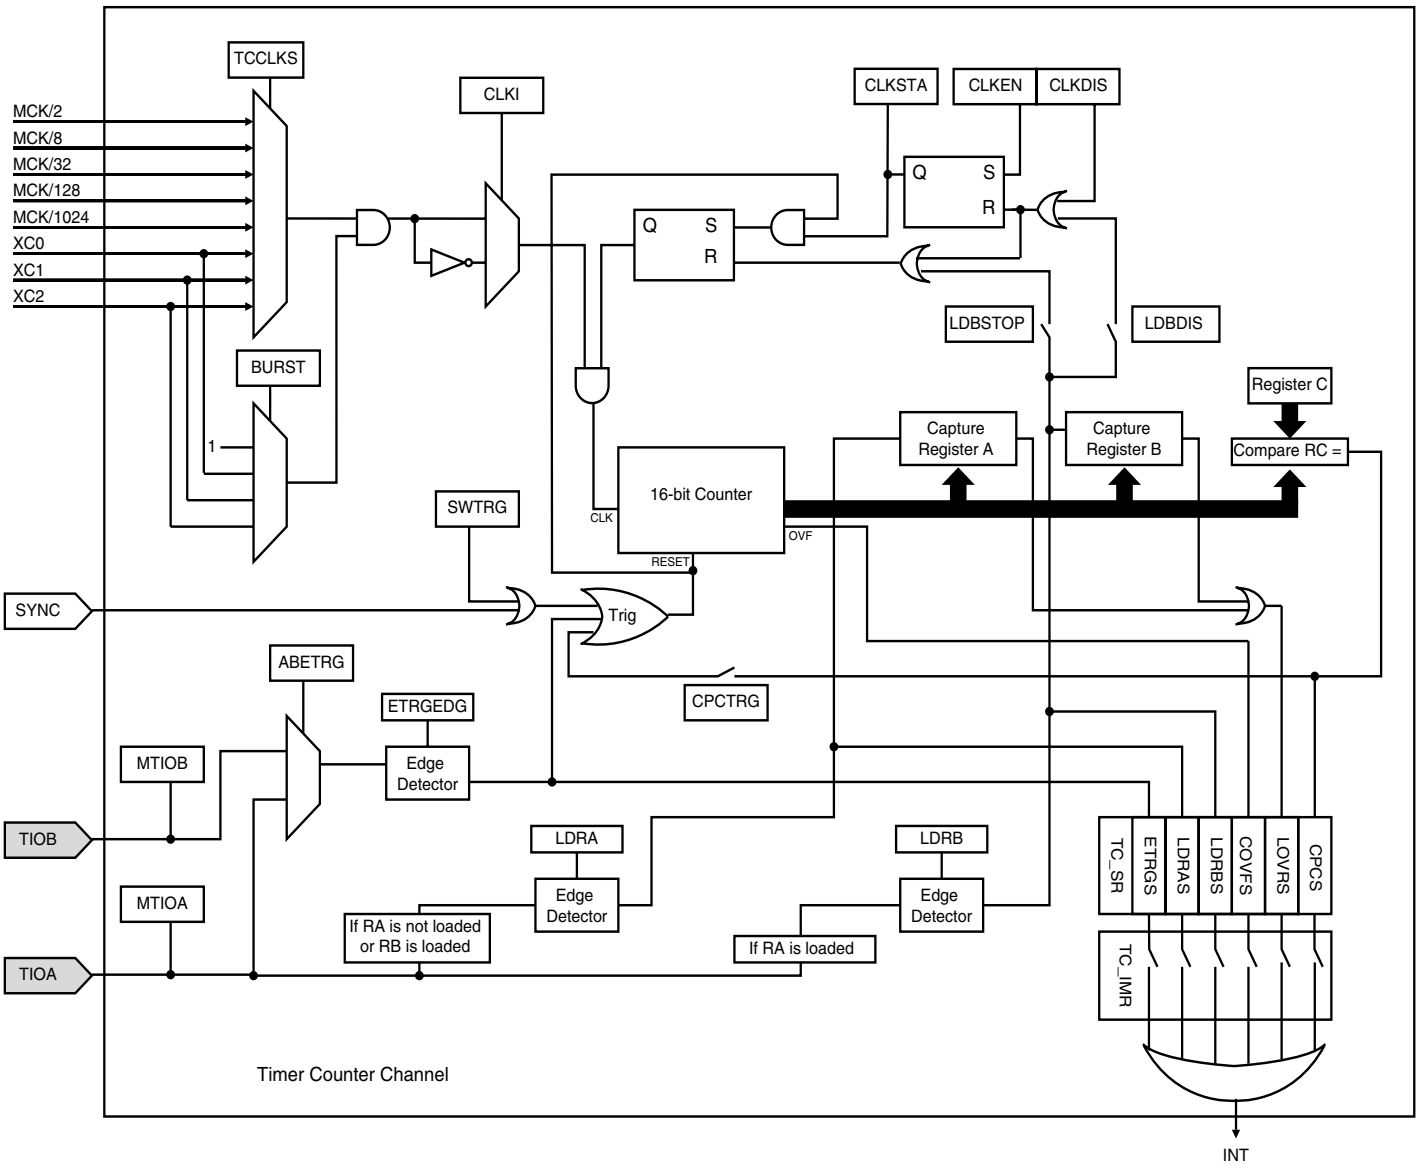 TCCLKS
CLKI
CLKSTA
CLKEN
CLKDIS
MCK/2
MCK/8
MCK/32
MCK/128
MCK/1024
XC0
XC1
XC2
Q
S
R
Q
S
R
LDBSTOP
LDBDIS
BURST
1
Register C
Capture
Register A
Capture
Register B
Compare RC =
16-bit Counter
CLK
OVF
RESET
SWTRG
SYNC
Trig
ABETRG
CPCTRG
ETRGEDG
MTIOB
Edge
Detector
TIOB
LDRA
LDRB
MTIOA
Edge
Detector
Edge
Detector
If RA is not loaded
or RB is loaded
If RA is loaded
TIOA
TC_SR
ETRGS
LDRAS
LDRBS
COVFS
LOVRS
CPCS
TC_IMR
Timer Counter Channel
INT